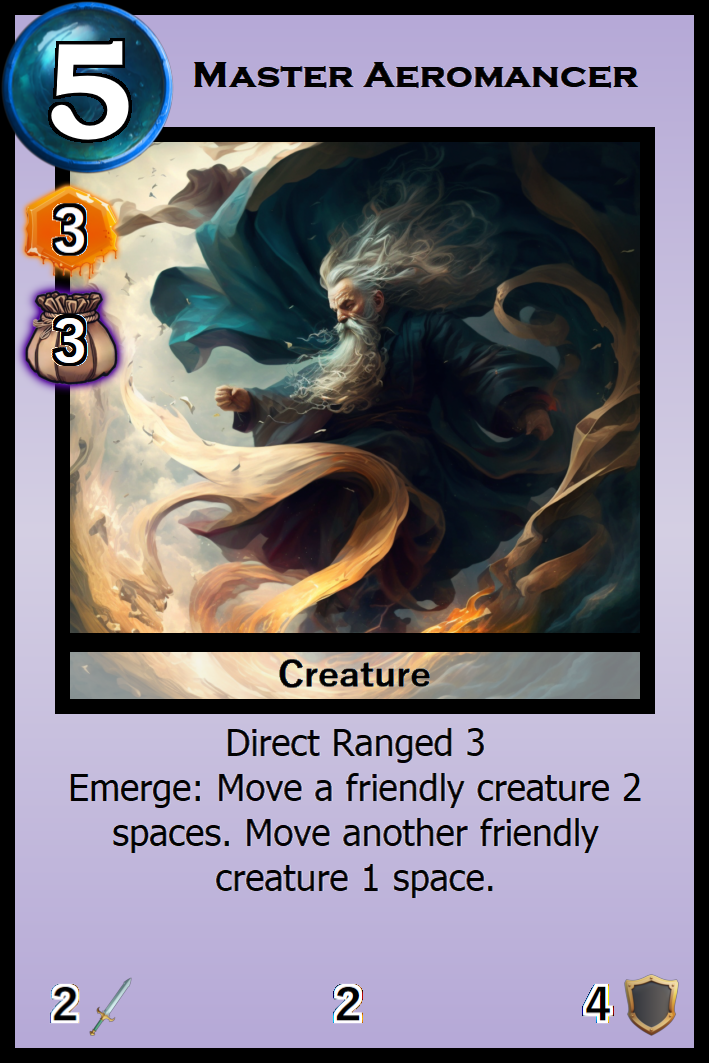 5
Master Aeromancer
3
3
Creature
Direct Ranged 3
Emerge: Move a friendly creature 2
spaces. Move another friendly
creature 1 space.
2 2 4